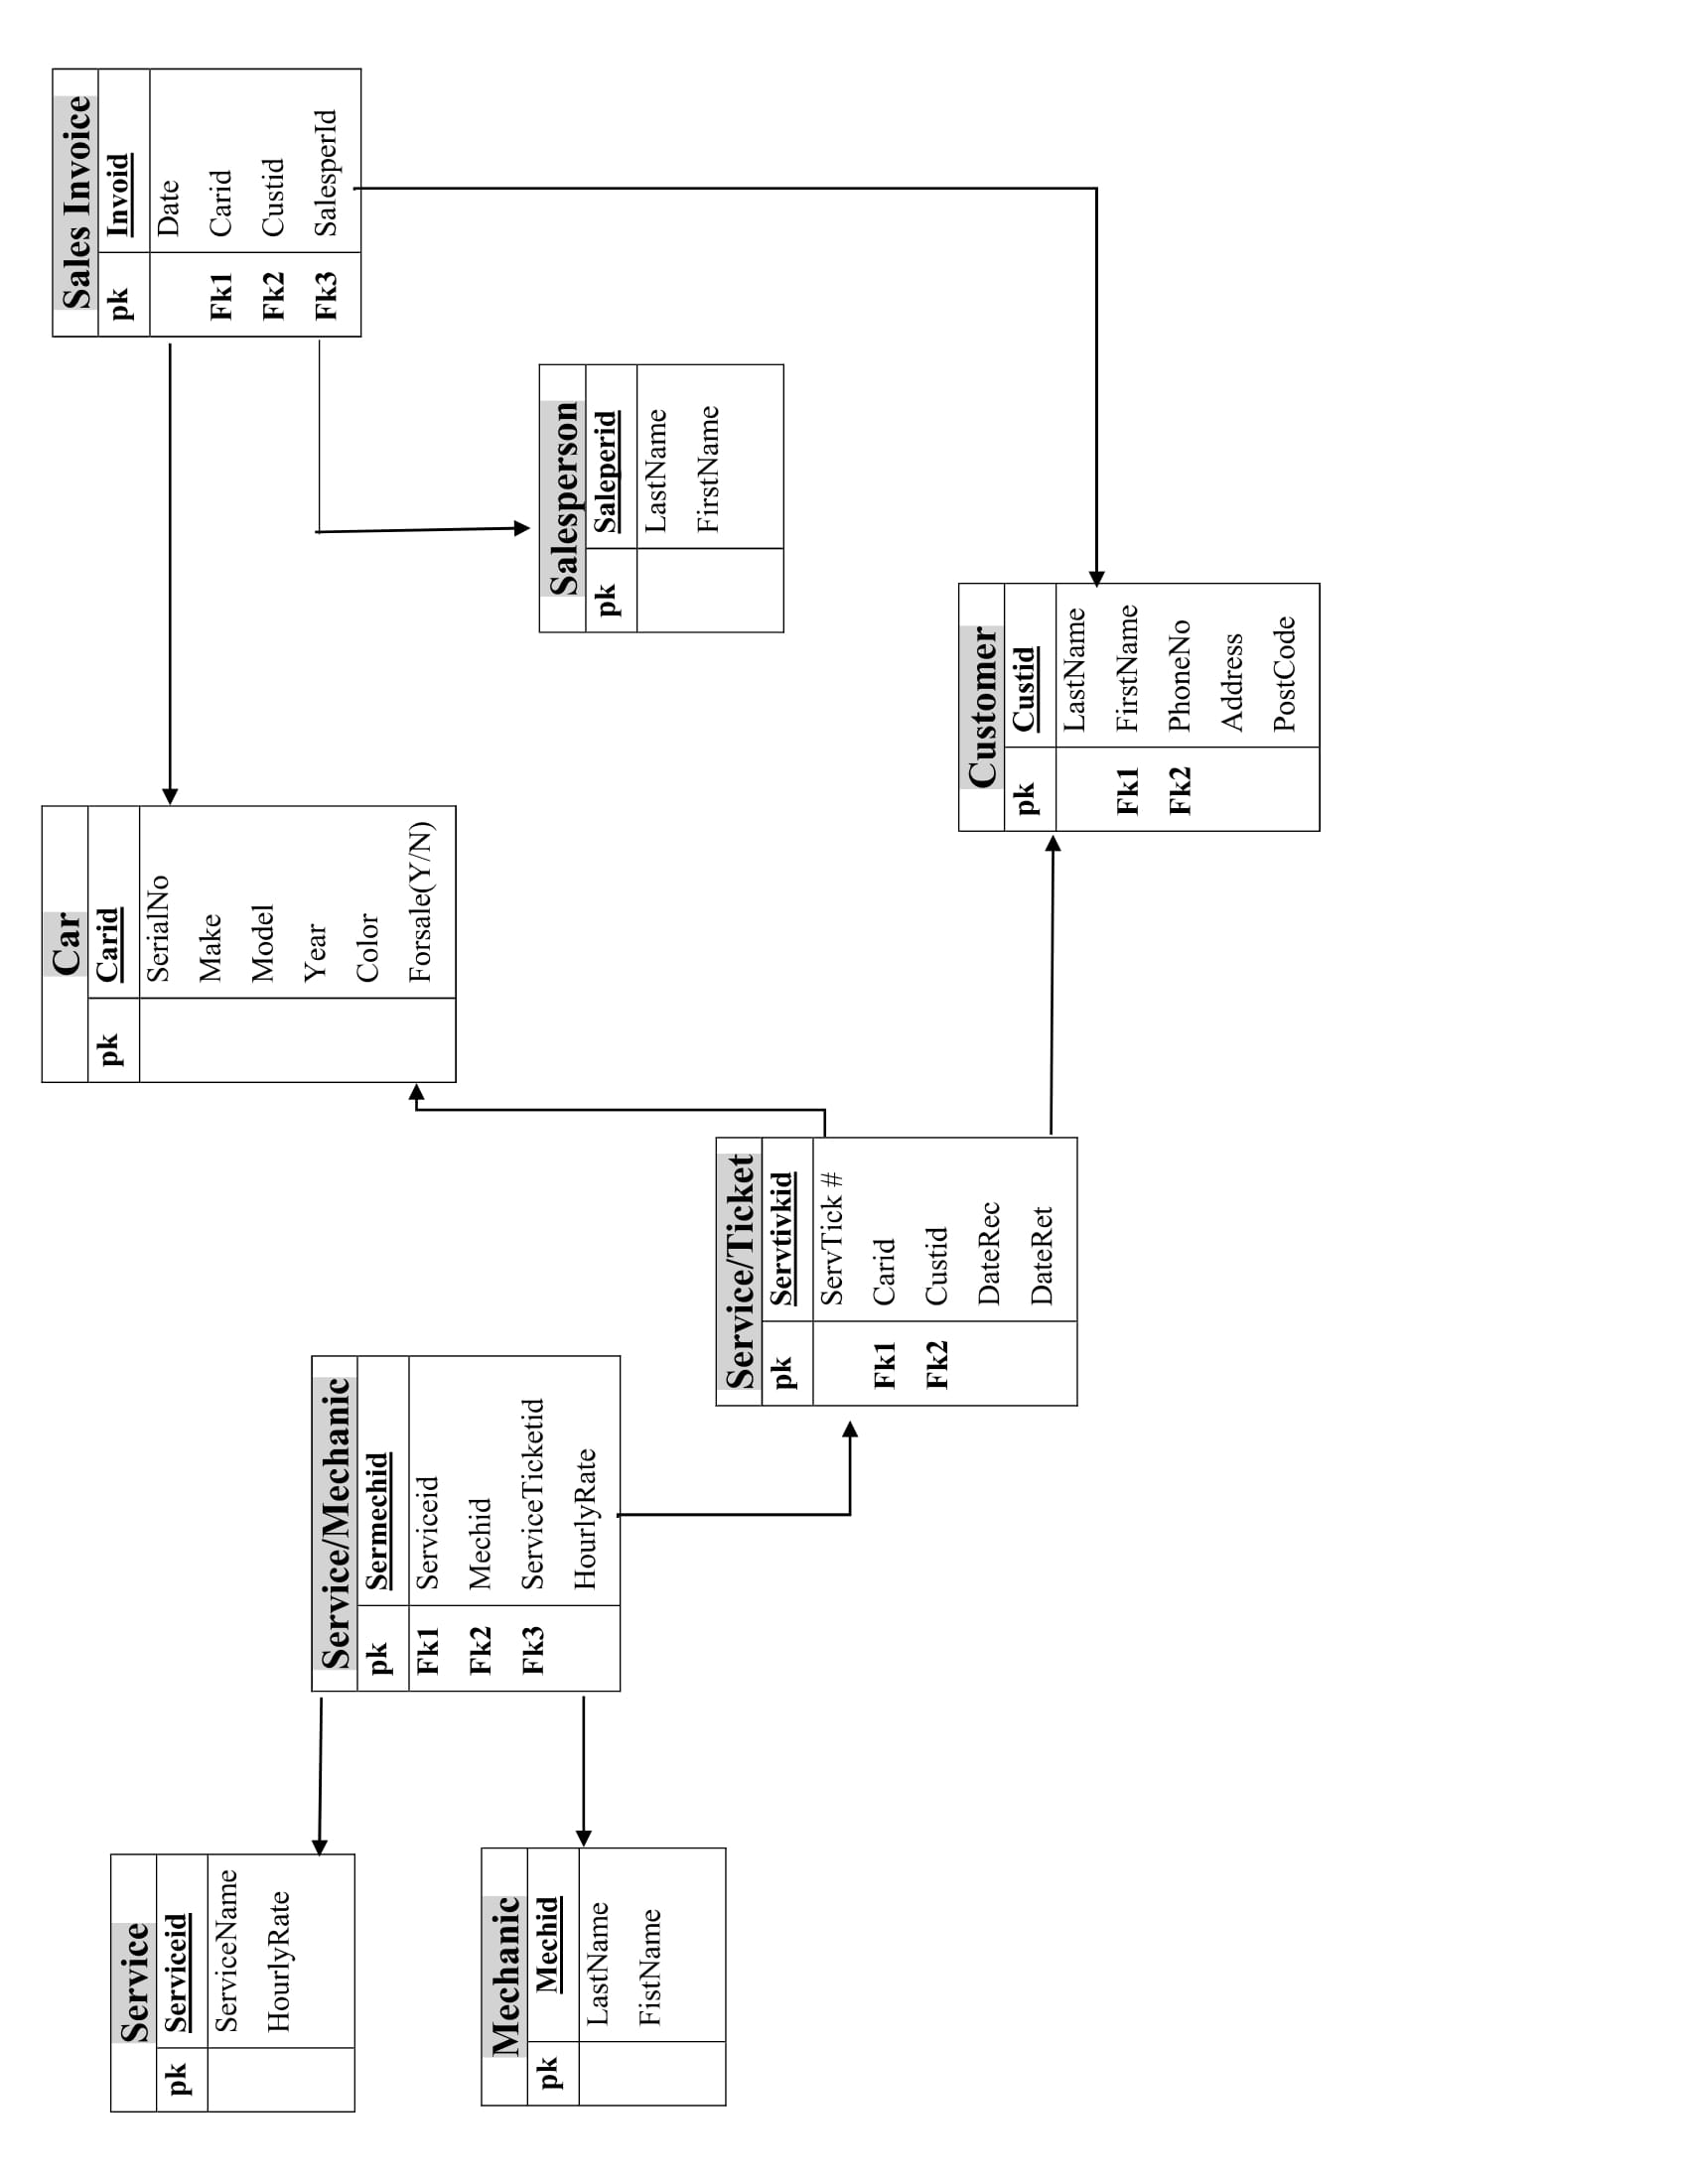 Service
pk Serviceid
ServiceName
HourlyRate
Mechanic
pk Mechid
LastName
FistName
Service/Mechanic
pk Sermechid
Fk1 Serviceid
Fk2 Mechid
Fk3 ServiceTicketid
HourlyRate
Service/Ticket
pk Servtivkid
ServTick #
Fk1 Carid
Fk2 Custid
DateRec
DateRet
Car
pk Carid
SerialNo
Make
Model
Year
Color
Forsale(Y/N)
Customer
pk Custid
LastName
Fk1 FirstName
Fk2 PhoneNo
Address
PostCode
Salesperson
pk Saleperid
LastName
FirstName
Sales Invoice
pk Invoid
Date
Fk1 Carid
Fk2 Custid
Fk3 SalesperId